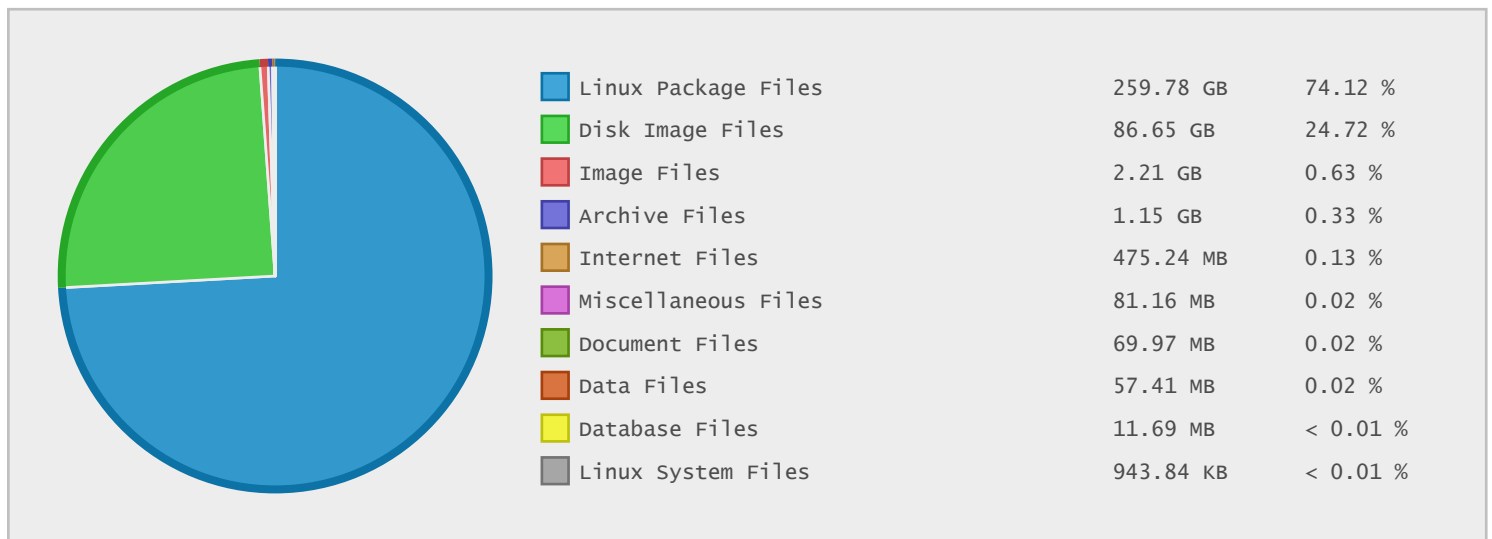 Linux Package Files 259.78 GB 74.12 %
Disk Image Files 86.65 GB 24.72 %
Image Files 2.21 GB 0.63 %
Archive Files 1.15 GB 0.33 %
Internet Files 475.24 MB 0.13 %
Miscellaneous Files 81.16 MB 0.02 %
Document Files 69.97 MB 0.02 %
Data Files 57.41 MB 0.02 %
Database Files 11.69 MB < 0.01 %
Linux System Files 943.84 KB < 0.01 %